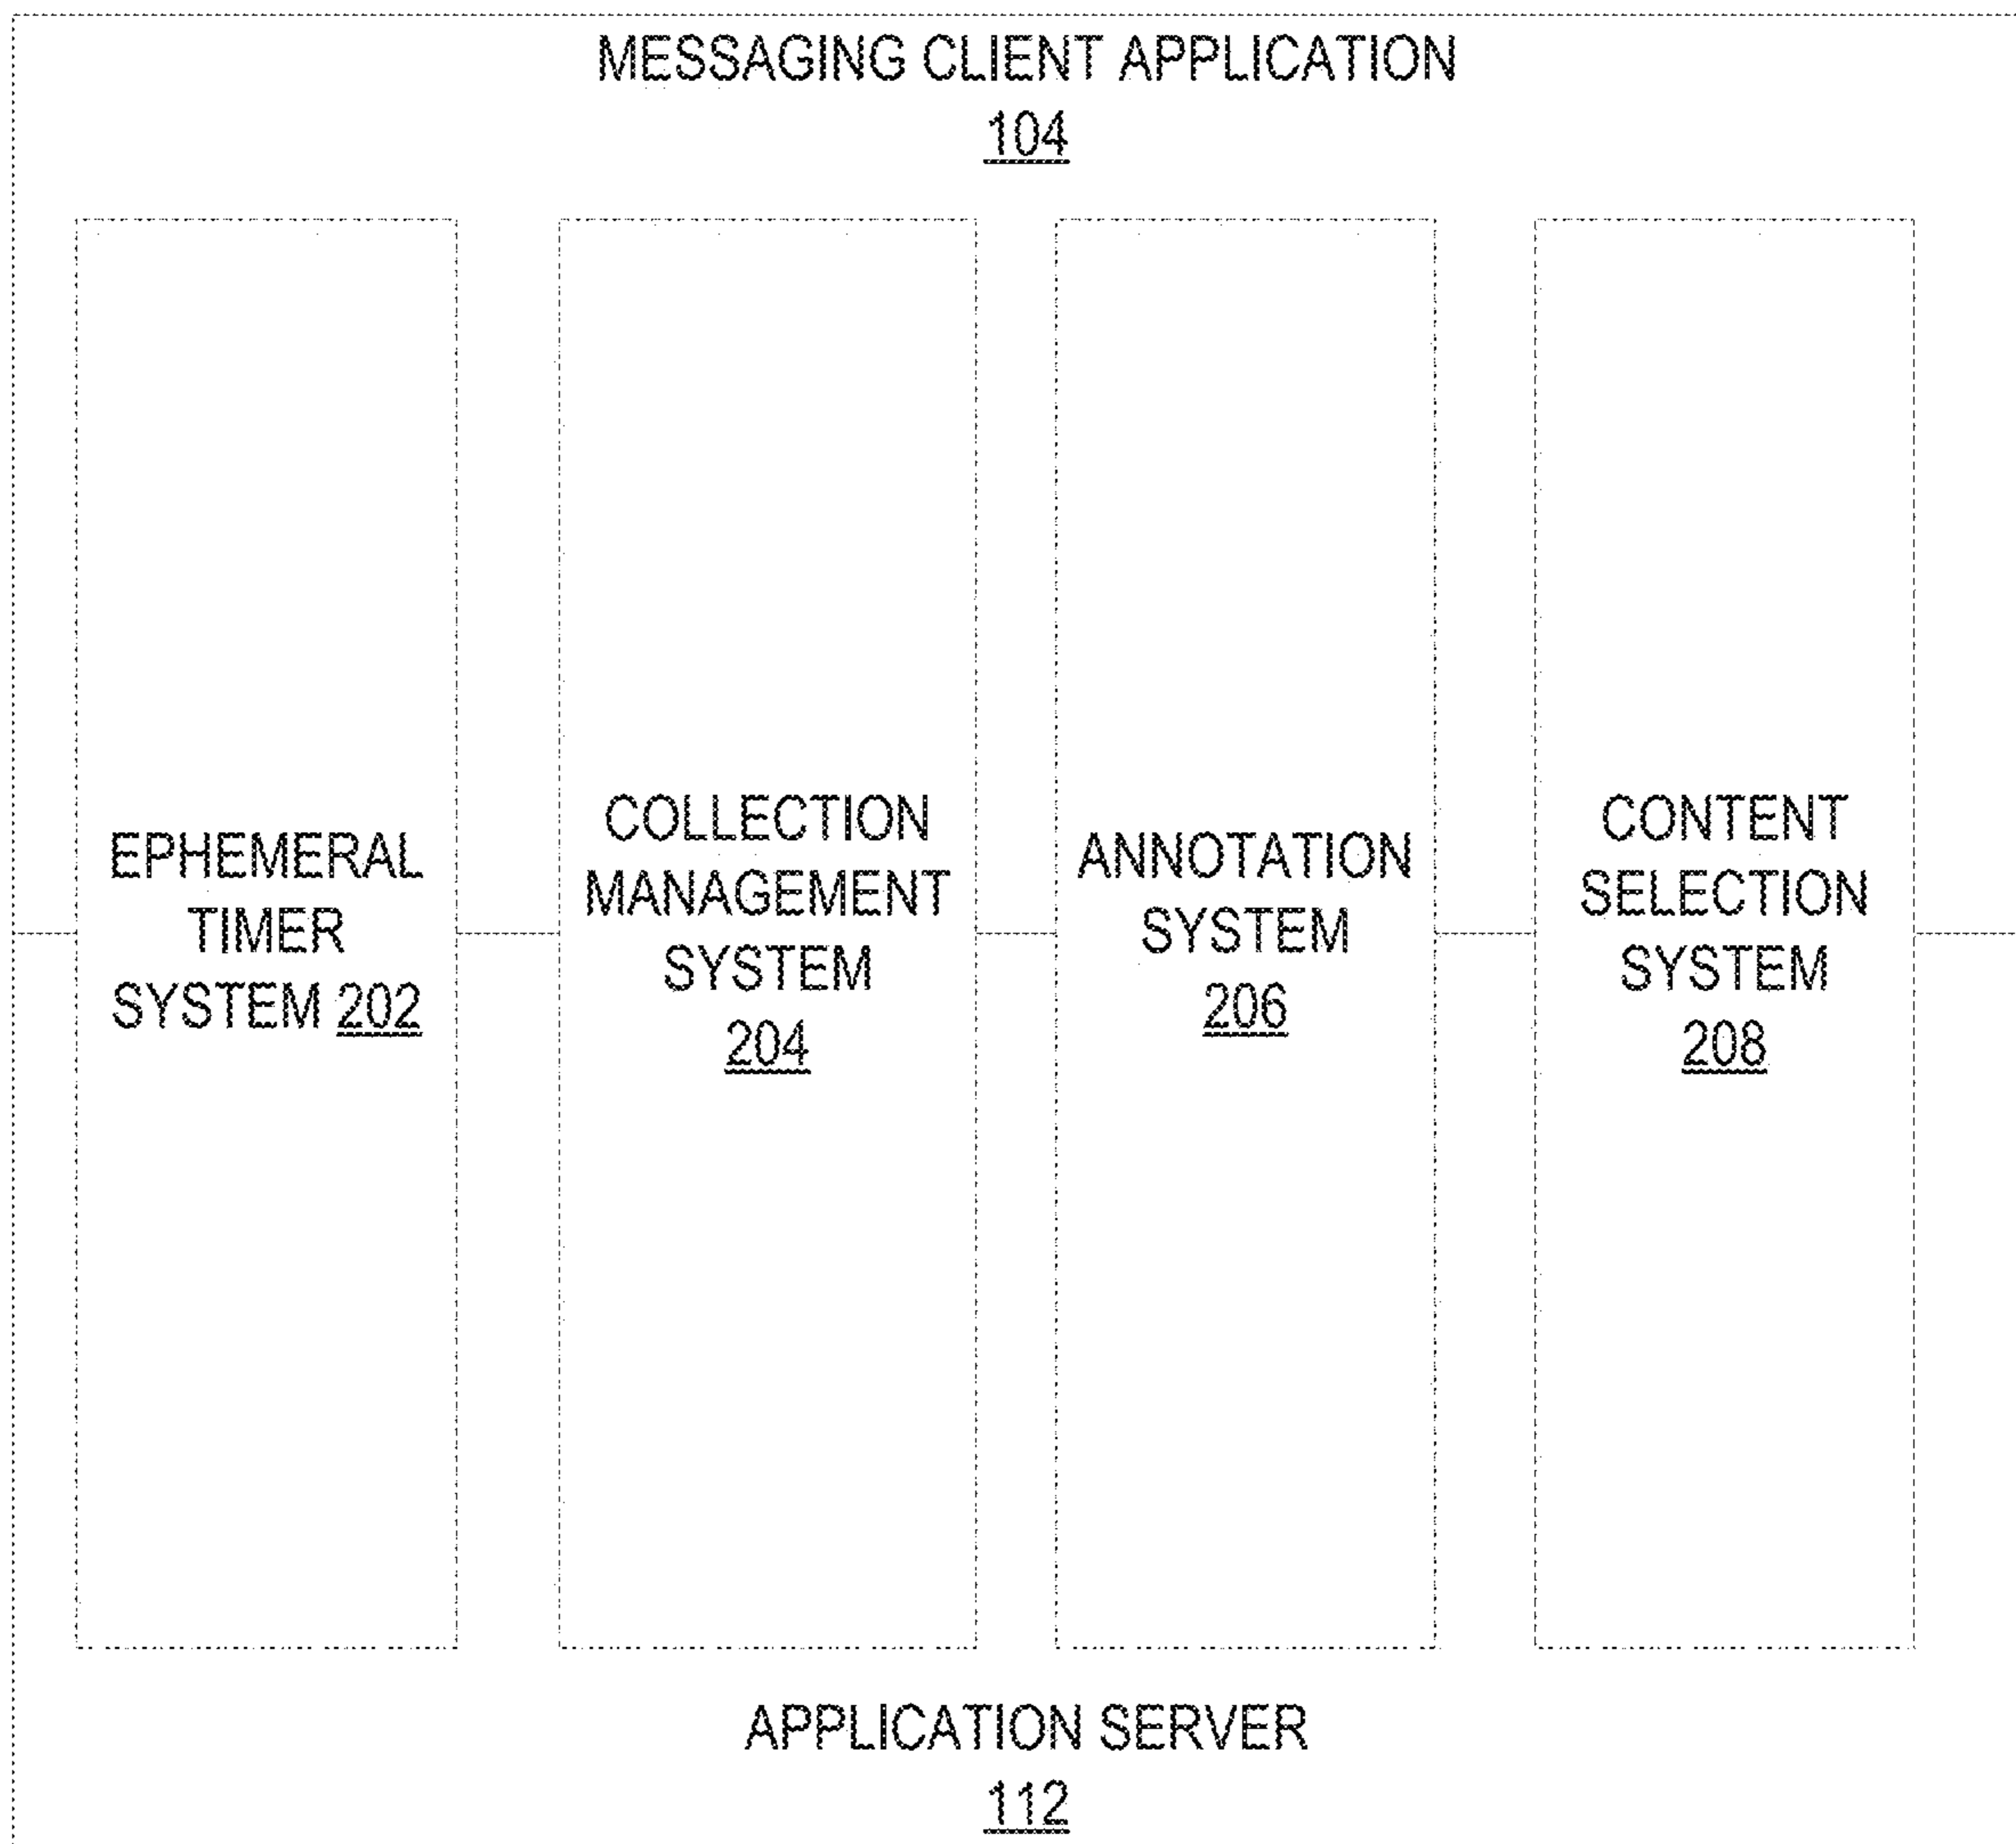 MESSAGING CLIENT APPLICATION
104
EPHEMERAL
TIMER
SYSTEM 202
COLLECTION
MANAGEMENT
SYSTEM
204
ANNOTATION
SYSTEM
206
CONTENT
SELECTION
SYSTEM
208
APPLICATION SERVER
112